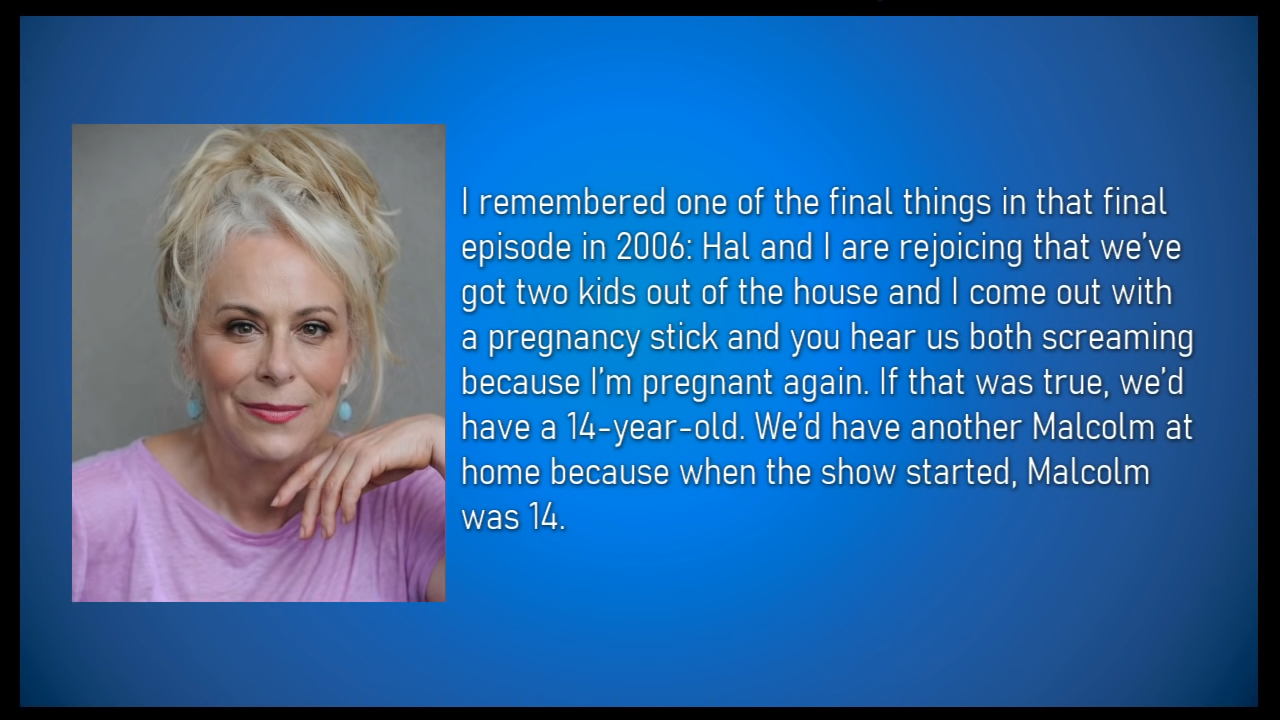 I remembered one of the final things in that final
episode in 2006: Hal and I are rejoicing that we've
got two kids out of the house and I come out with
a pregnancy stick and you hear us both screaming
because I'm pregnant again. If that was true, we'd
have a 14-year-old. We'd have another Malcolm at
home because when the show started, Malcolm
was 14.